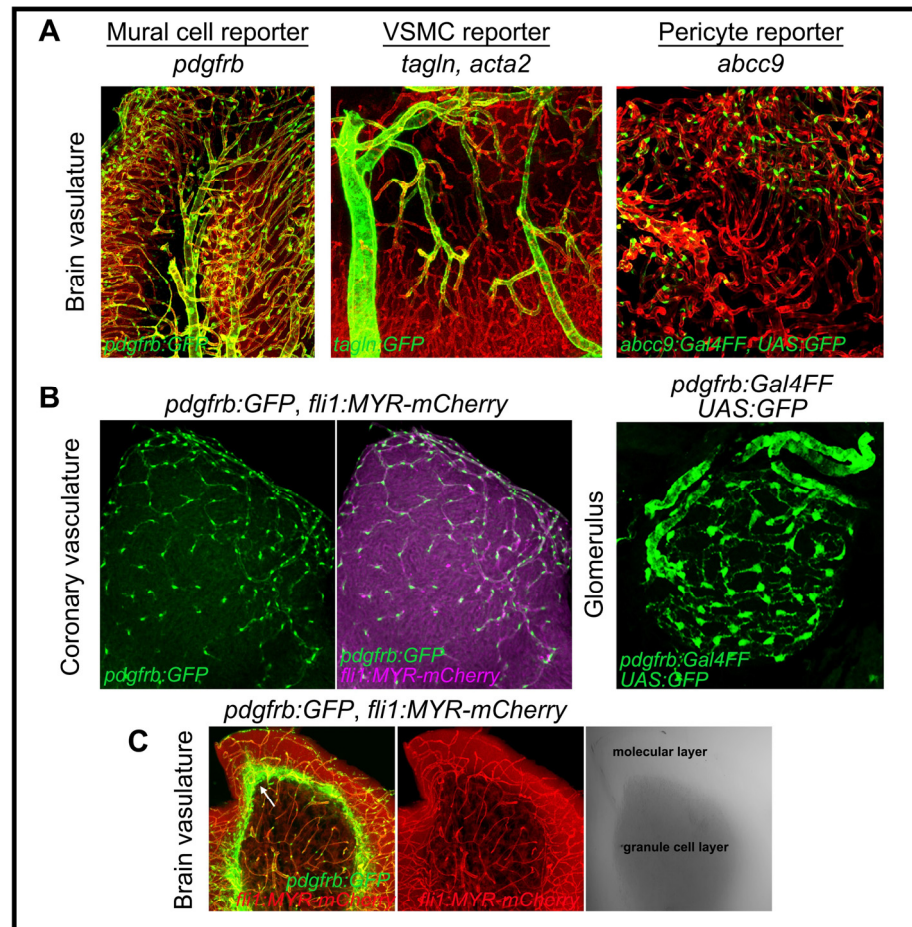 A
Mural cell reporter
pdgfrb
VSMC reporter
tagln, acta2
Pericyte reporter
abcc9
Brain vasulature
pdgfrb:GFP
tagln:GFP
abcc9:Gal4FF, UAS:GFP
B
pdgfrb:GFP, fli1:MYR-mCherry
pdgfrb:Gal4FF
UAS:GFP
Coronary vasculature
pdgfrb:GFP
pdgfrb:GFP
fli1:MYR-mCherry
Glomerulus
pdgfrb:Gal4FF
UAS:GFP
pdgfrb:GFP, fli1:MYR-mCherry
C
Brain vasulature
pdgfrb:GFP
fli1:MYR-mCherry
fli1:MYR-mCherry
molecular layer
granule cell layer